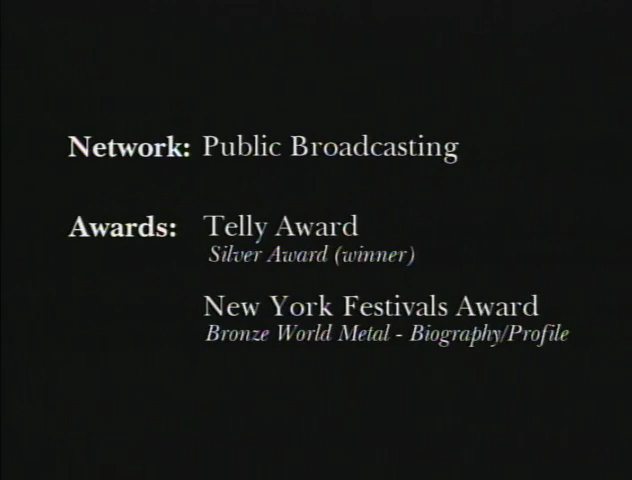 Network: Public Broadcasting
Awards: Telly Award
Silver Award (winner)
New York Festivals Award
Bronze World Metal - Biography/Profile